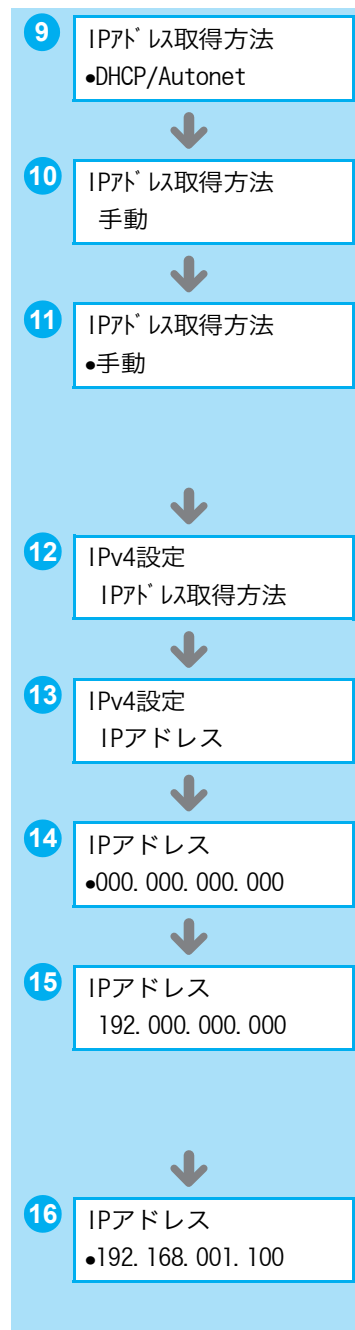 9
IPｱﾄﾞﾚｽ取得方法
•DHCP/Autonet
10
IPｱﾄﾞﾚｽ取得方法
手動
11
IPｱﾄﾞﾚｽ取得方法
•手動
12
IPv4設定
IPｱﾄﾞﾚｽ取得方法
13
IPv4設定
IPアドレス
14
IPアドレス
•000. 000. 000. 000
15
IPアドレス
192. 000. 000. 000
16
IPアドレス
•192. 168. 001. 100